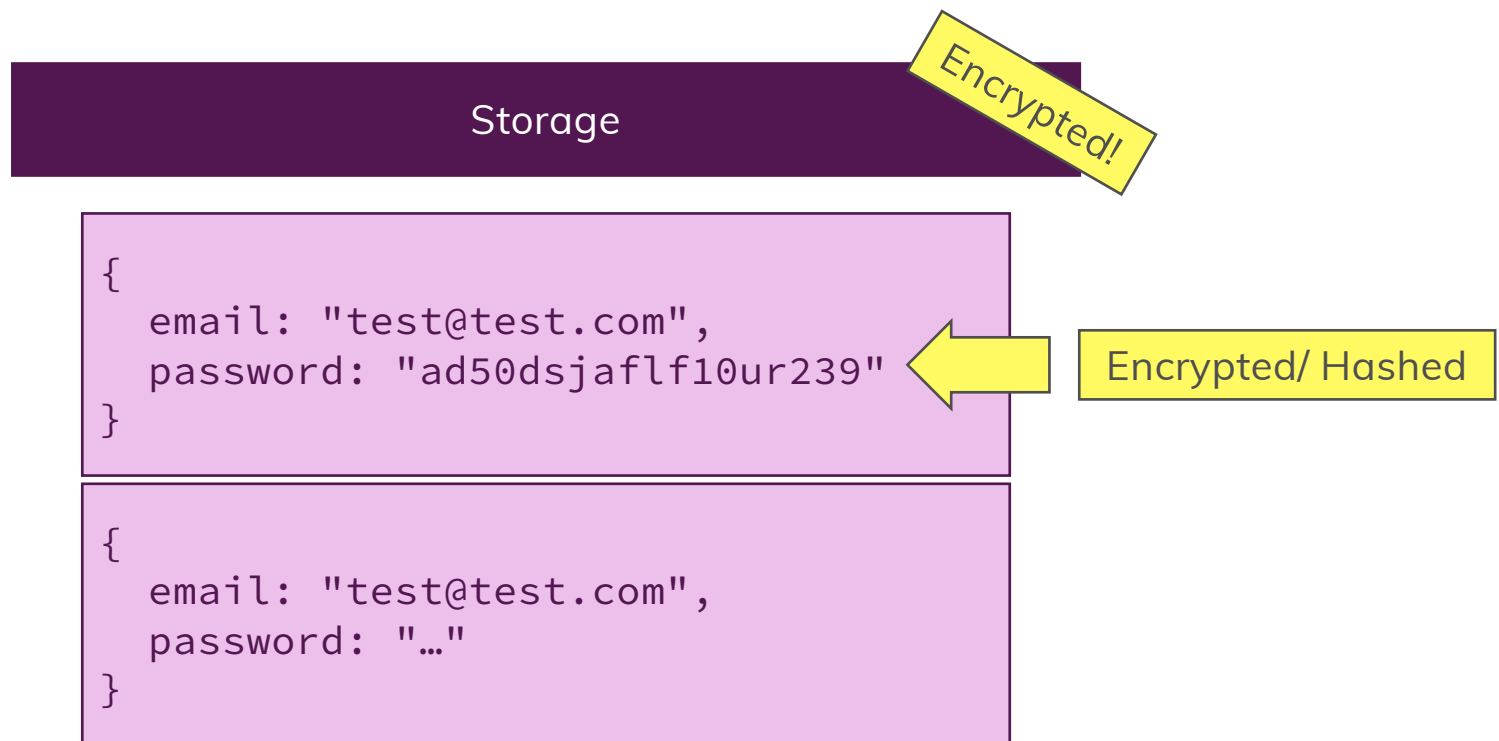 Encrypted!
Storage
{
email: "test@test.com",
password: "ad50dsjaflf10ur239"
}
Encrypted/ Hashed
{
email: "test@test.com",
password: "…"
}